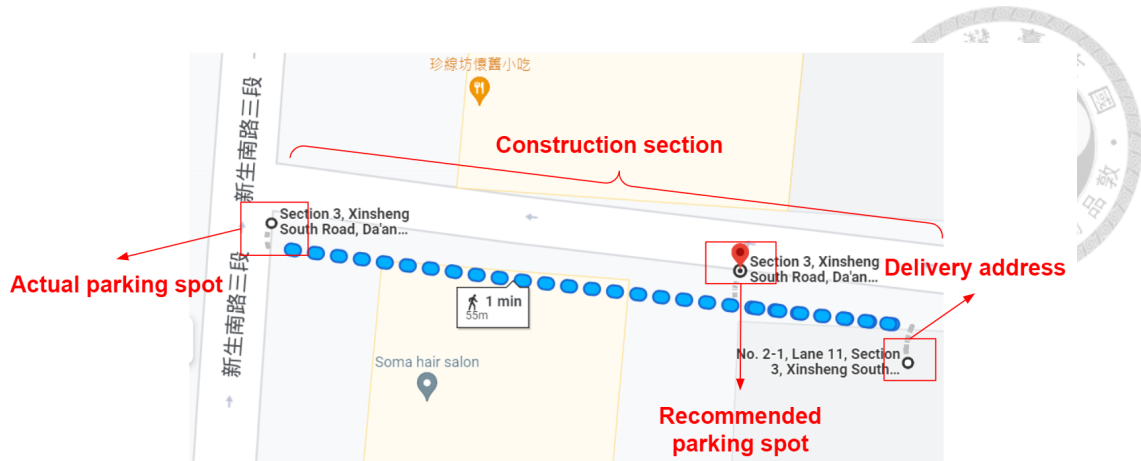 珍線坊懷舊小吃
Construction section
新生南路三段
Section 3, Xinsheng
South Road, Da'an...
Actual parking spot
Section 3, Xinsheng
South Road, Da'an...
Delivery address
1 min
55m
新生南路三段
Soma hair salon
No. 2-1, Lane 11, Section
3, Xinsheng South...
Recommended
parking spot